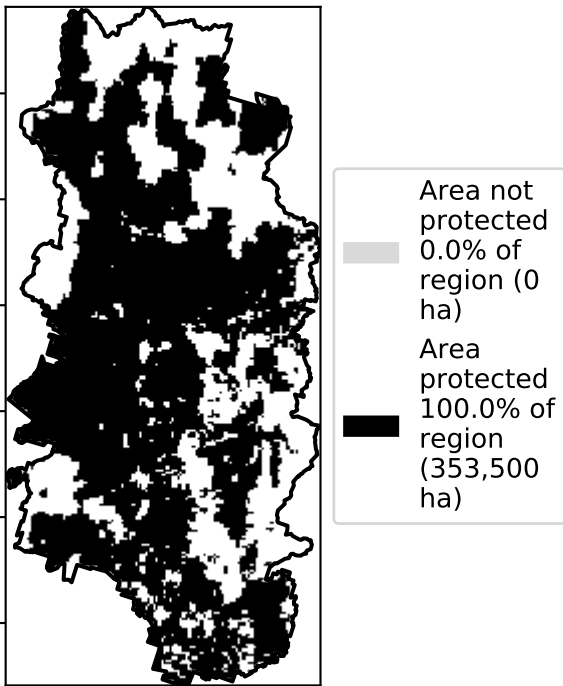 Area not
protected
0.0% of
region (0
ha)
Area
protected
100.0% of
region
(353,500
ha)